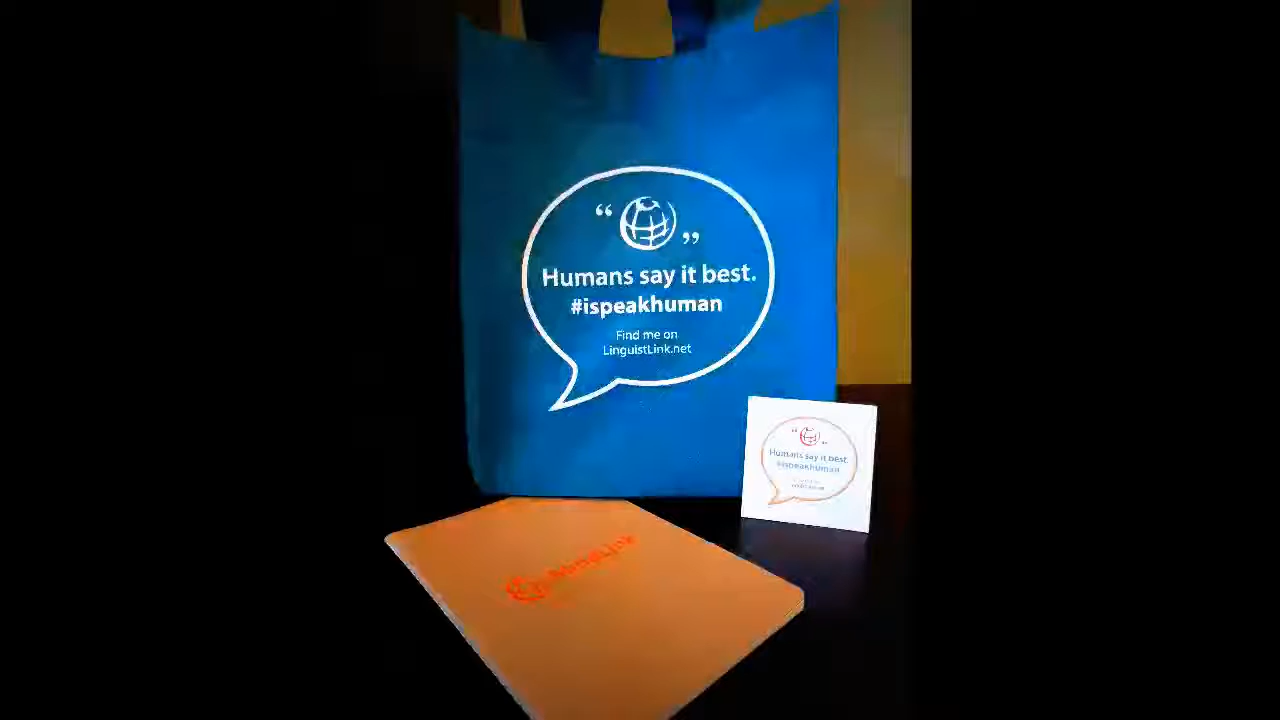 “ ”
Humans say it best.
#ispeakhuman
Find me on
LinguistLink.net
“ ”
Humans say it best.
#ispeakhuman